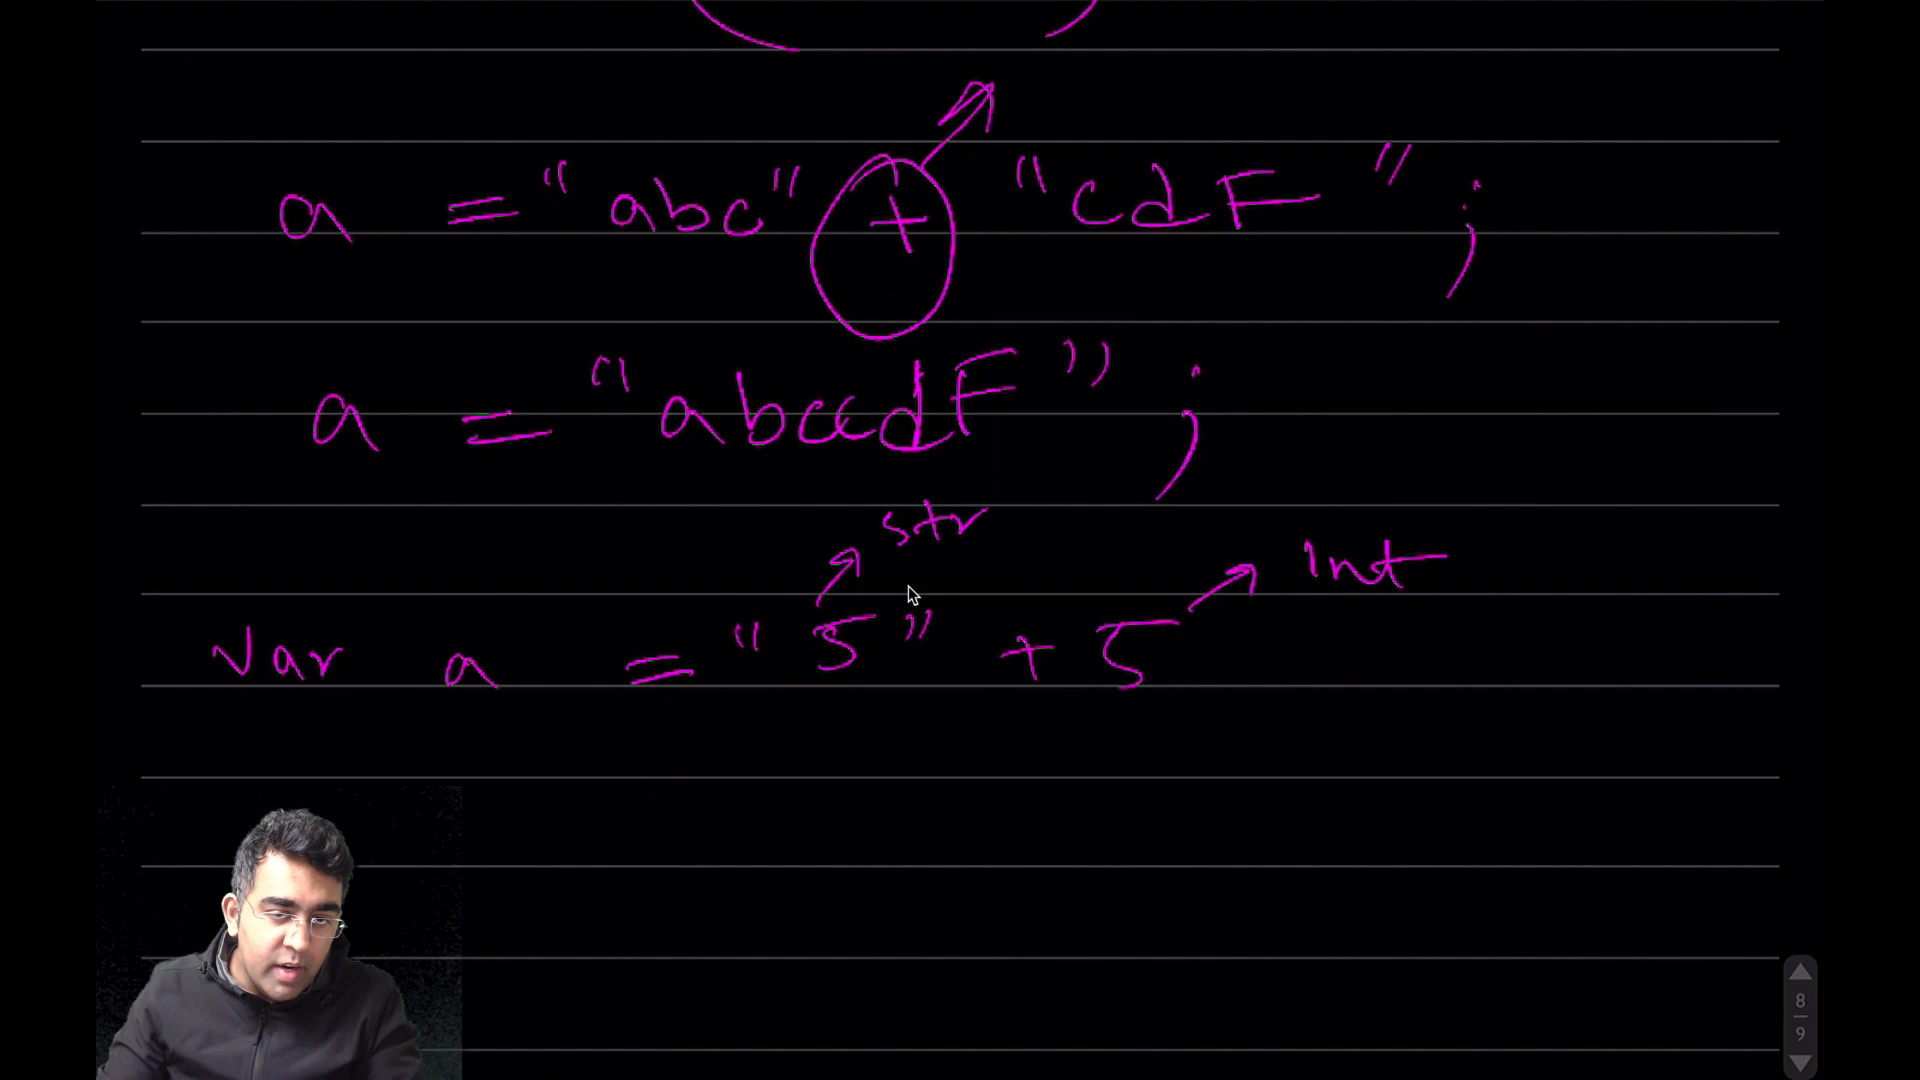 a = "abc" + "cdF";
a = "abccdF";
str Int
Var a = "5" + 5
8
9